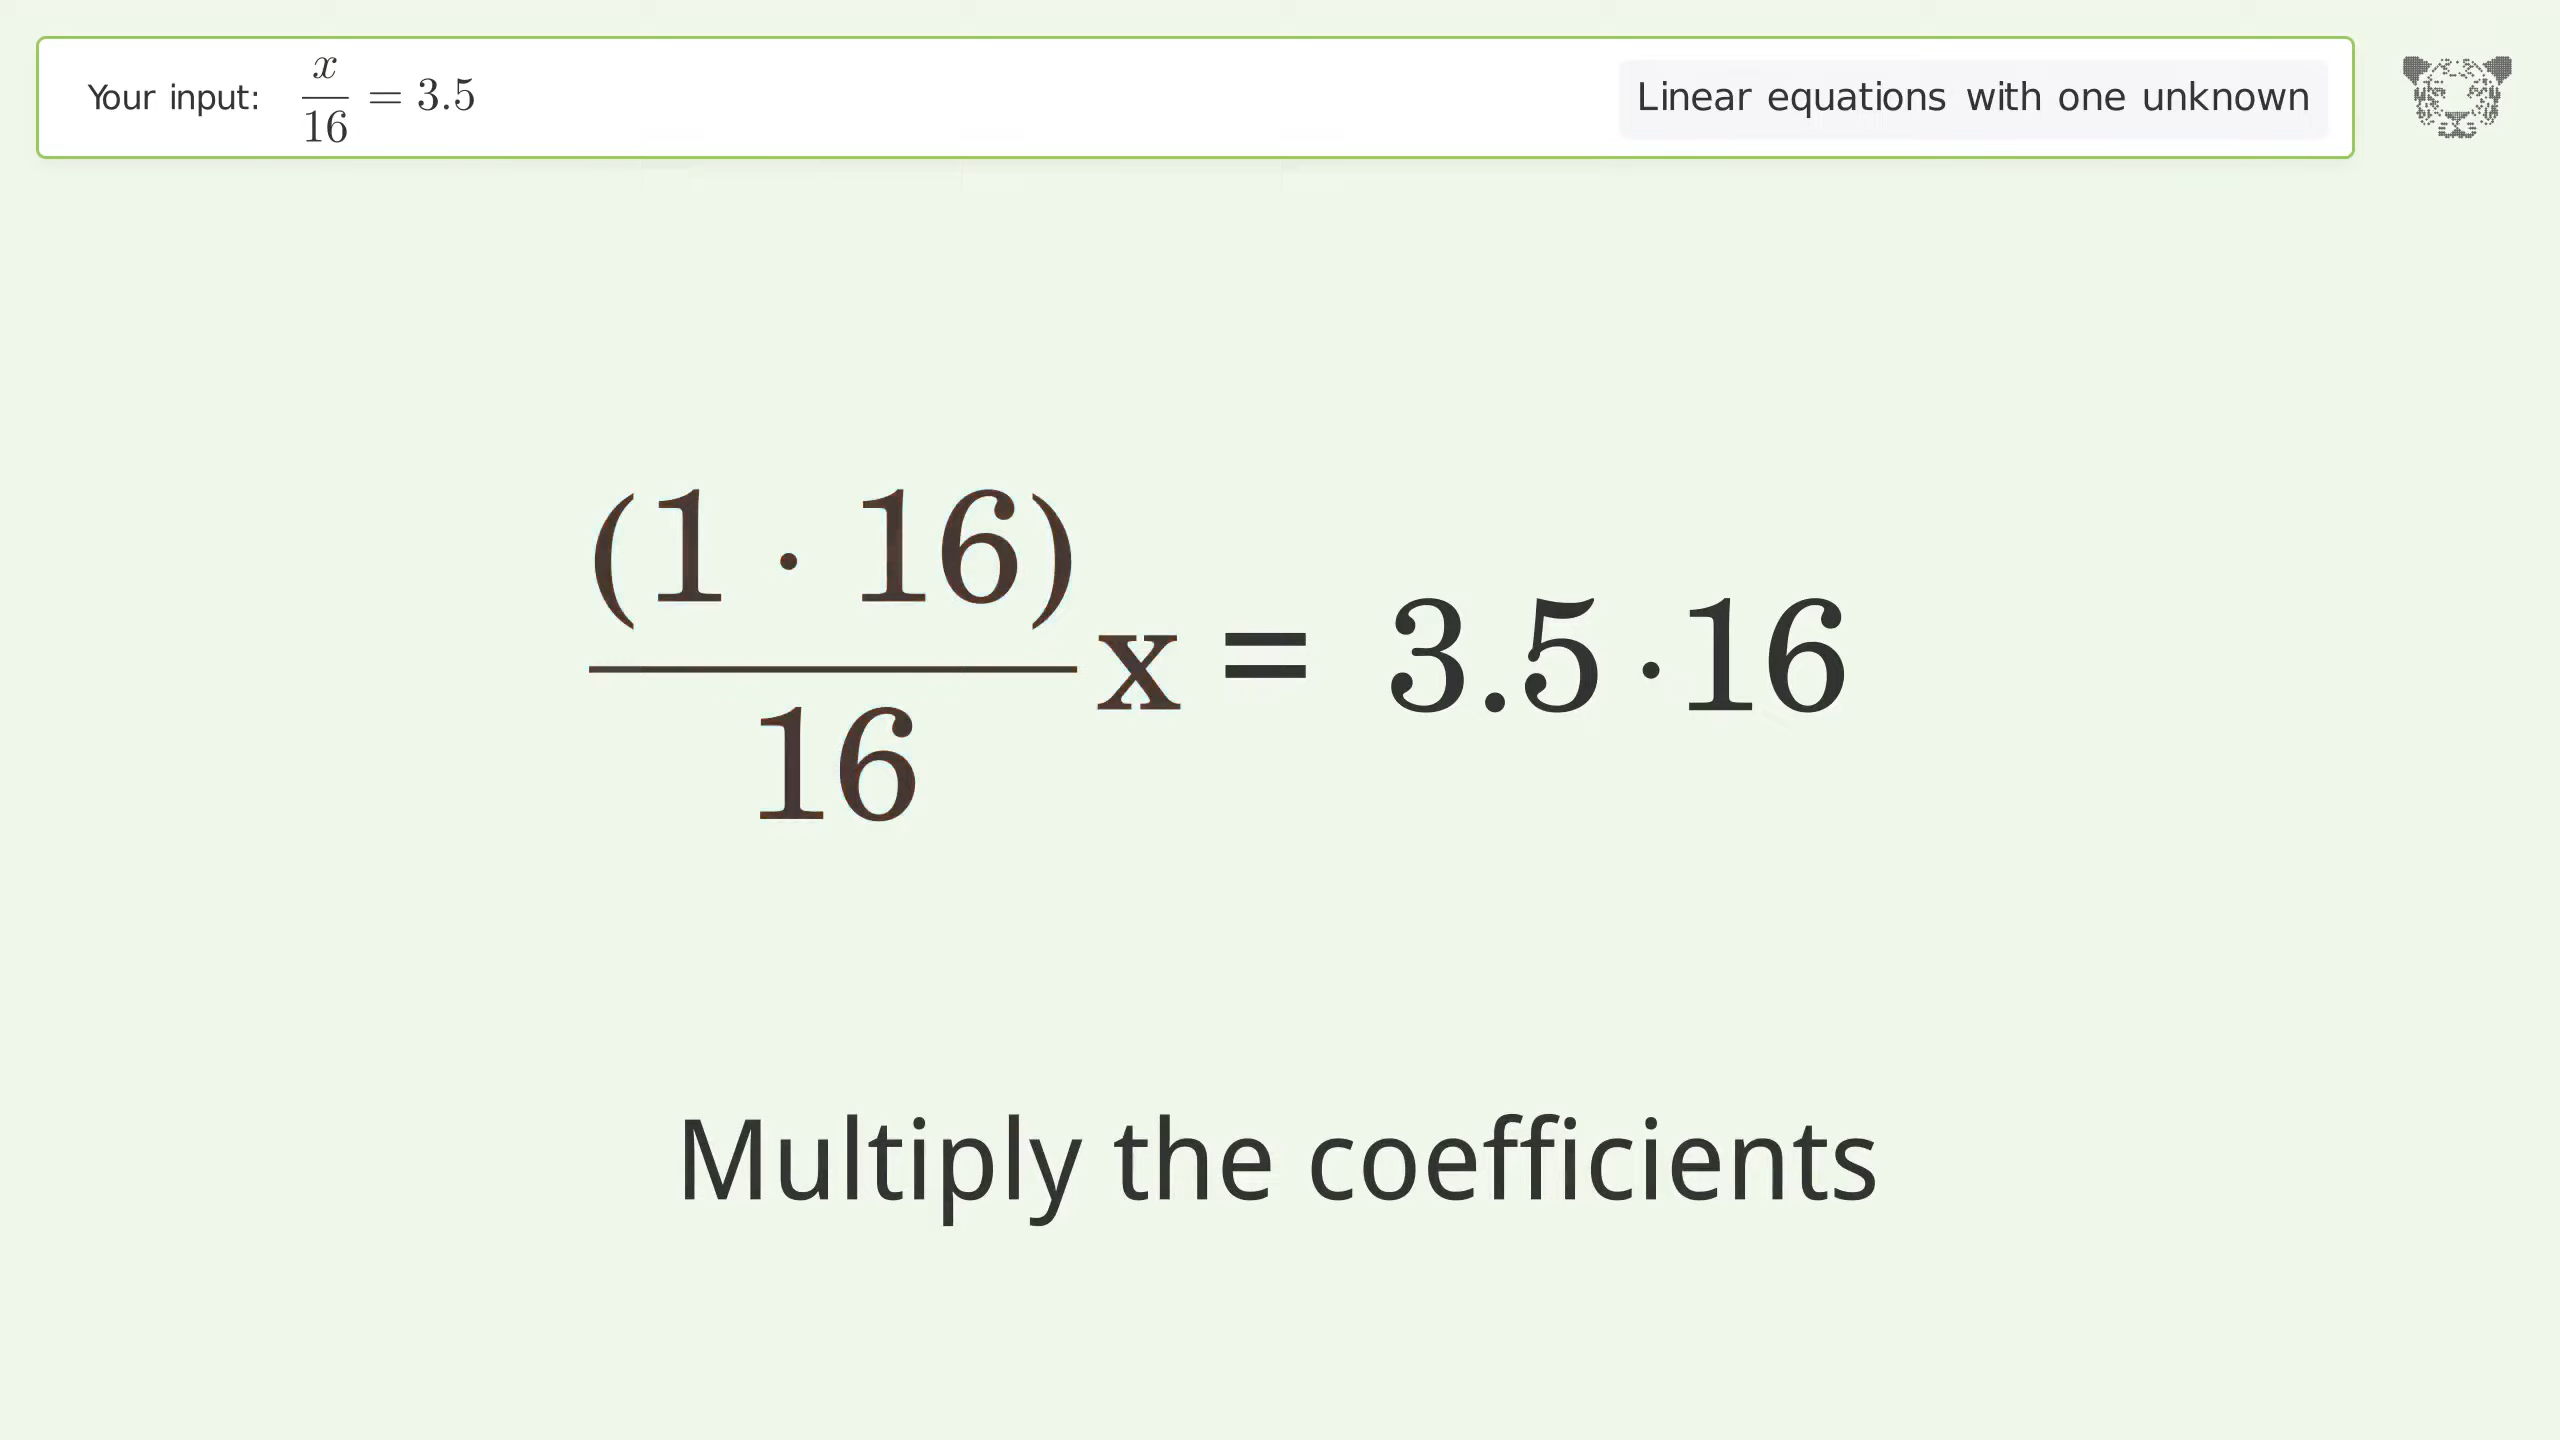 Your input: x/16 = 3.5
Linear equations with one unknown
(1 · 16)/16 x = 3.5 · 16
Multiply the coefficients